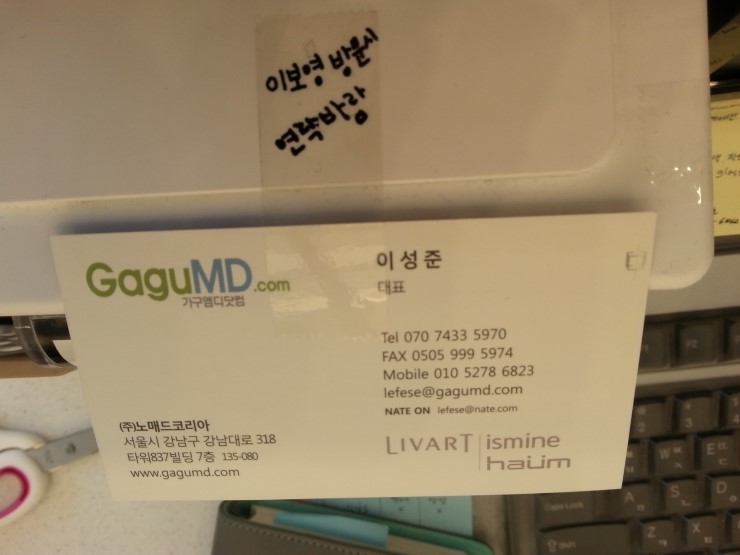 이보영 방문시
연락바람
GaguMD.com
가구엠디닷컴
이성준
대표
Tel 070 7433 5970
FAX 0505 999 5974
Mobile 010 5278 6823
lefese@gagumd.com
NATE ON lefese@nate.com
(주)노매드코리아
서울시 강남구 강남대로 318
타워837빌딩 7층 135-080
www.gagumd.com
LIVART ismine
haüm
W E
A S D
Z X
Caps Lock